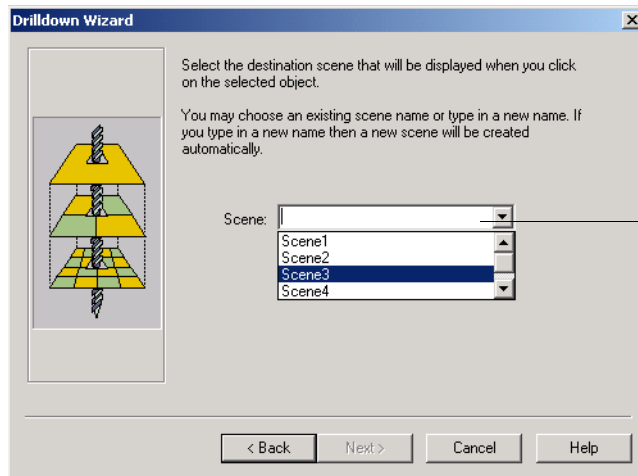 Drilldown Wizard
Select the destination scene that will be displayed when you click
on the selected object.
You may choose an existing scene name or type in a new name. If
you type in a new name then a new scene will be created
automatically.
Scene:
Scene1
Scene2
Scene3
Scene4
< Back Next > Cancel Help